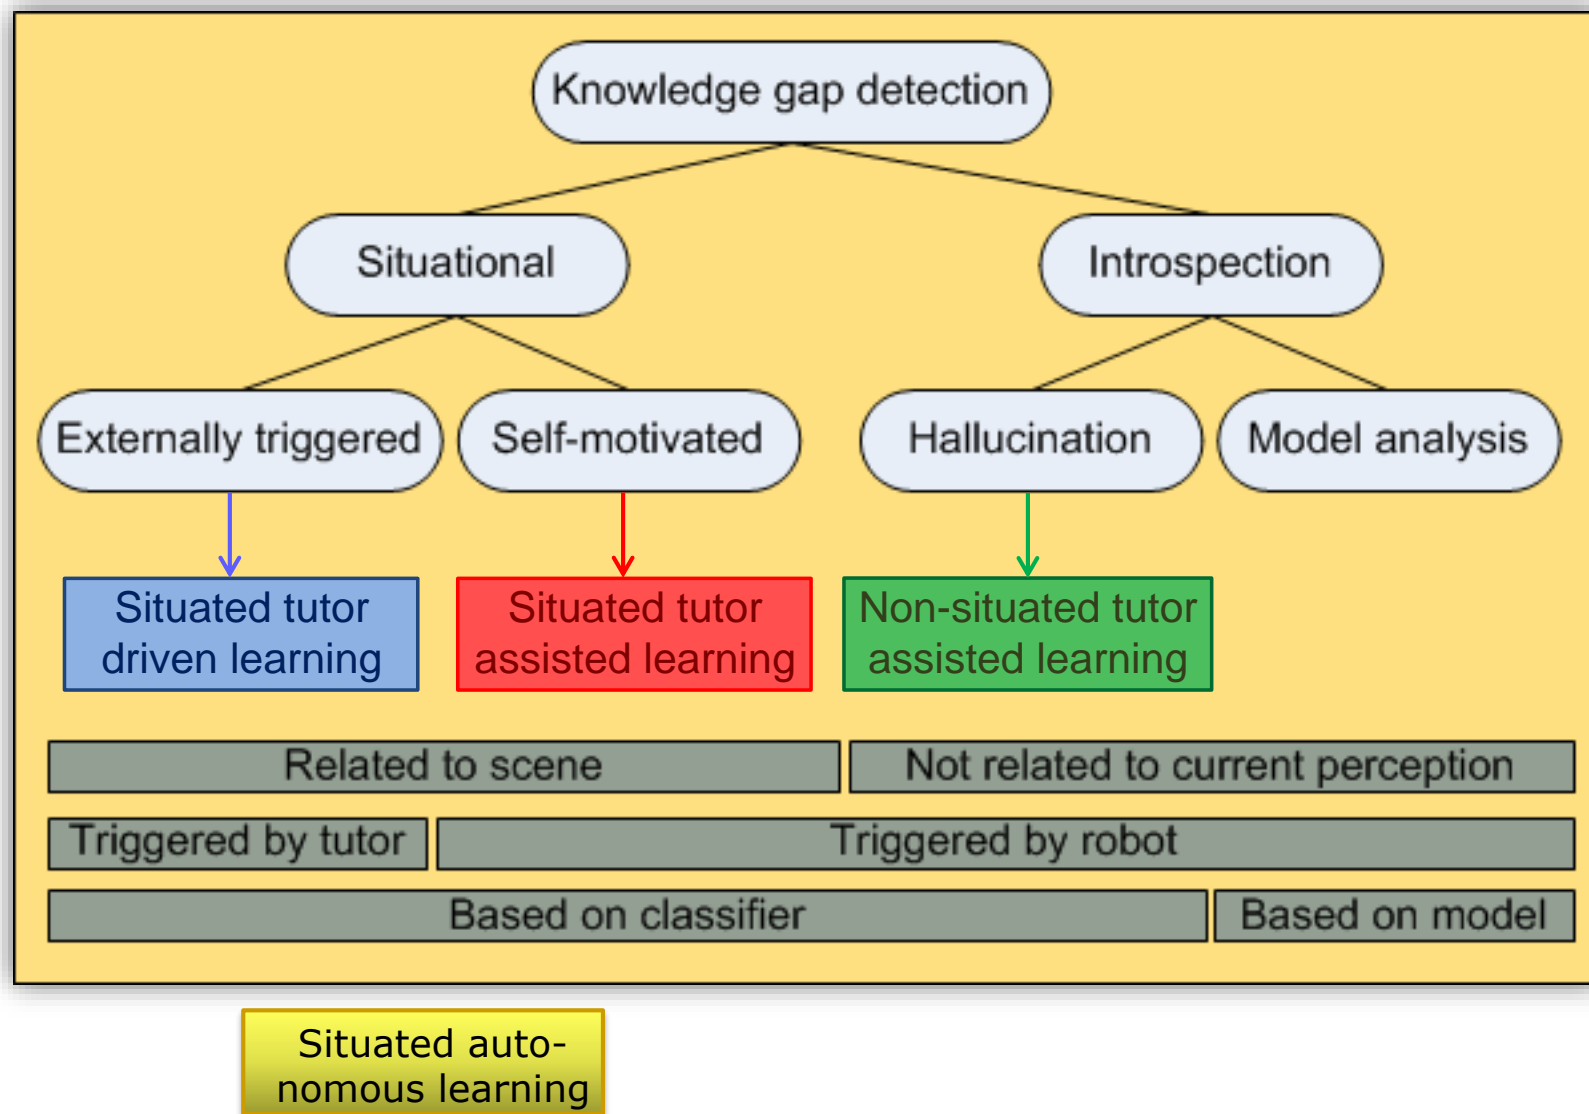 Knowledge gap detection
Situational
Introspection
Externally triggered
Self-motivated
Hallucination
Model analysis
Situated tutor
driven learning
Situated tutor
assisted learning
Non-situated tutor
assisted learning
Related to scene
Not related to current perception
Triggered by tutor
Triggered by robot
Based on classifier
Based on model
Situated auto-
nomous learning